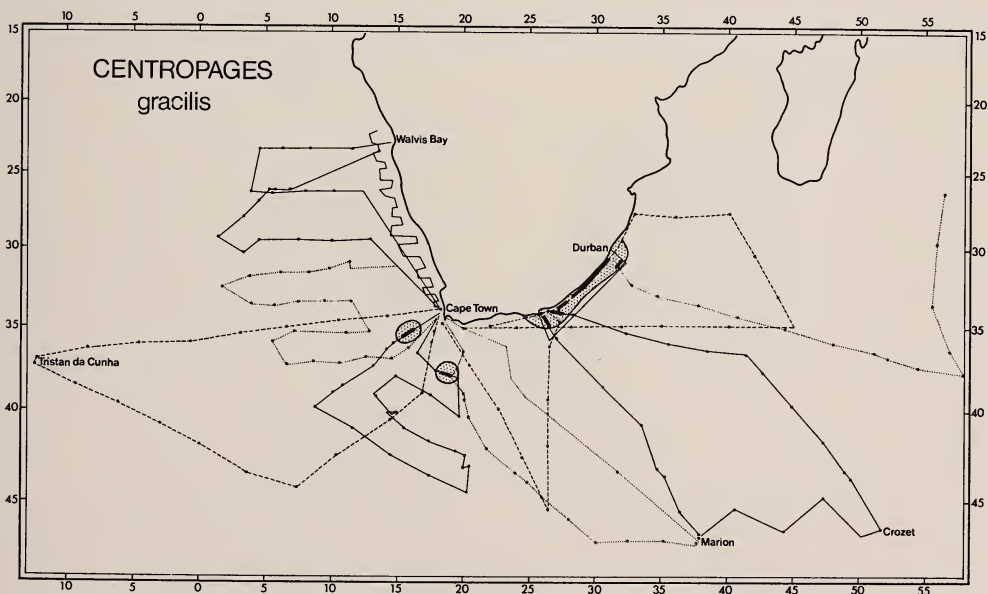 10 5 0 5 10 15 20 25 30 35 40 45 50 55
15 15
CENTROPAGES
gracilis
20 20
Walvis Bay
25 25
Durban
30 30
Cape Town
35 35
Tristan da Cunha
40 40
45 45
Crozet
Marion
10 5 0 5 10 15 20 25 30 35 40 45 50 55